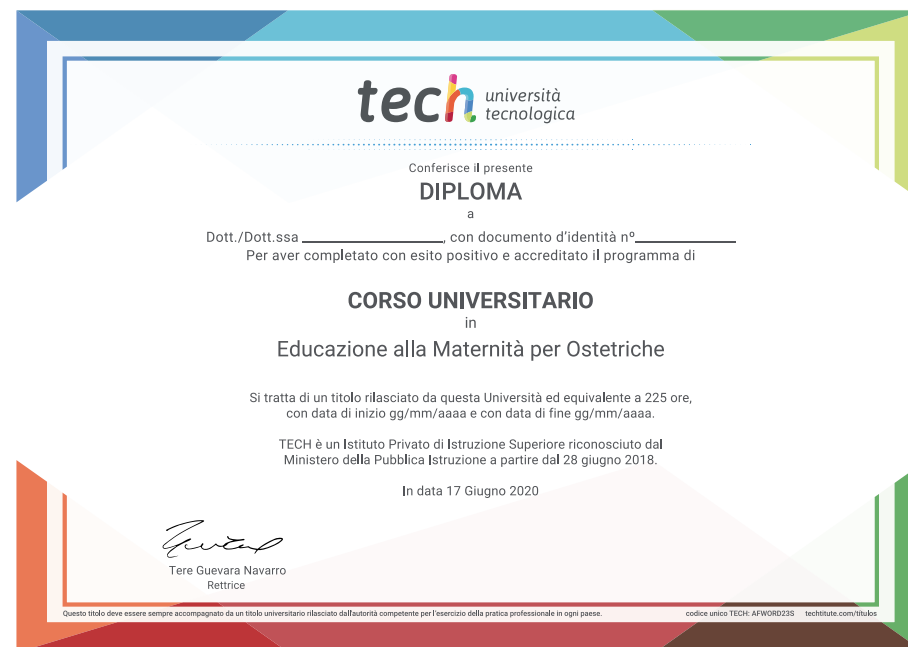 tech università
tecnologica
Conferisce il presente
DIPLOMA
a
Dott./Dott.ssa ____________________, con documento d'identità nº______________
Per aver completato con esito positivo e accreditato il programma di
CORSO UNIVERSITARIO
in
Educazione alla Maternità per Ostetriche
Si tratta di un titolo rilasciato da questa Università ed equivalente a 225 ore,
con data di inizio gg/mm/aaaa e con data di fine gg/mm/aaaa.
TECH è un Istituto Privato di Istruzione Superiore riconosciuto dal
Ministero della Pubblica Istruzione a partire dal 28 giugno 2018.
In data 17 Giugno 2020
Tere Guevara Navarro
Rettrice
Questo titolo deve essere sempre accompagnato da un titolo universitario rilasciato dall'autorità competente per l'esercizio della pratica professionale in ogni paese. codice unico TECH: AFWORD23S techtitute.com/titulos